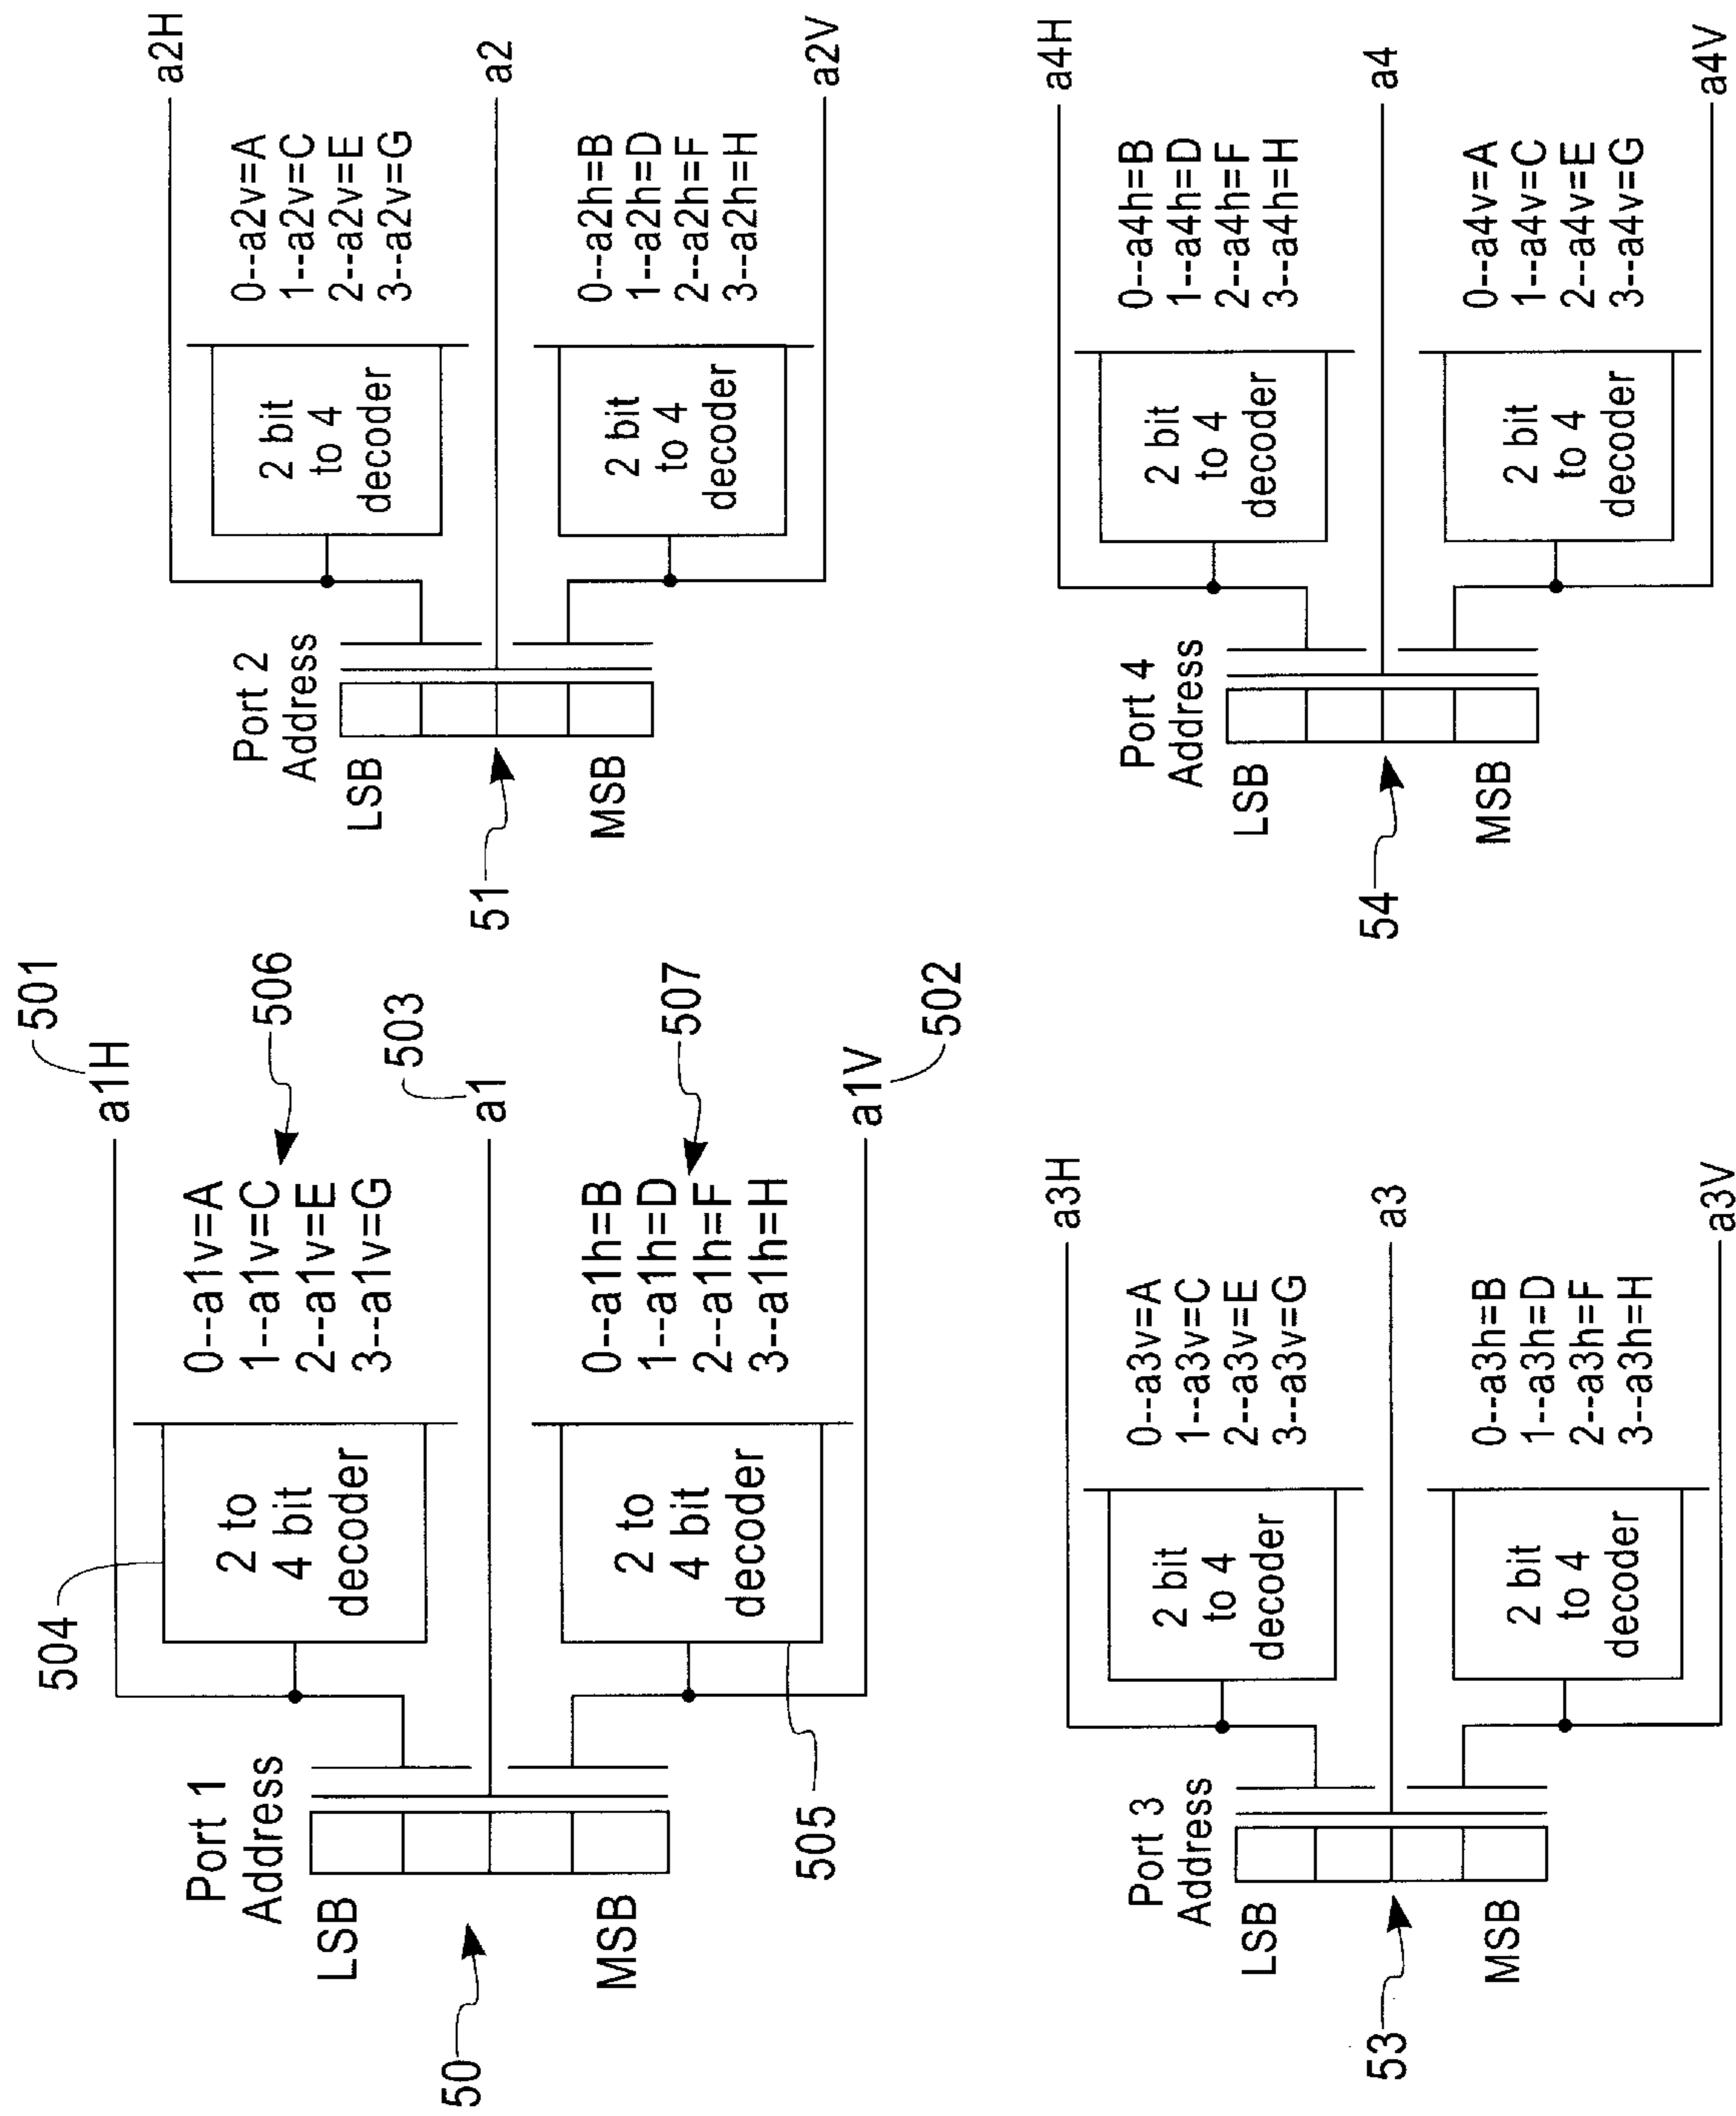 50
Port 1
Address
LSB
MSB
504
505
2 to
4 bit
decoder
2 to
4 bit
decoder
0---a1v=A
1---a1v=C
2---a1v=E
3---a1v=G
506
0---a1h=B
1---a1h=D
2---a1h=F
3---a1h=H
507
a1H
501
a1
503
a1V
502
51
Port 2
Address
LSB
MSB
2 bit
to 4
decoder
2 bit
to 4
decoder
0---a2v=A
1---a2v=C
2---a2v=E
3---a2v=G
0---a2h=B
1---a2h=D
2---a2h=F
3---a2h=H
a2H
a2
a2V
53
Port 3
Address
LSB
MSB
2 bit
to 4
decoder
2 bit
to 4
decoder
0---a3v=A
1---a3v=C
2---a3v=E
3---a3v=G
0---a3h=B
1---a3h=D
2---a3h=F
3---a3h=H
a3H
a3
a3V
54
Port 4
Address
LSB
MSB
2 bit
to 4
decoder
2 bit
to 4
decoder
0---a4h=B
1---a4h=D
2---a4h=F
3---a4h=H
0---a4v=A
1---a4v=C
2---a4v=E
3---a4v=G
a4H
a4
a4V